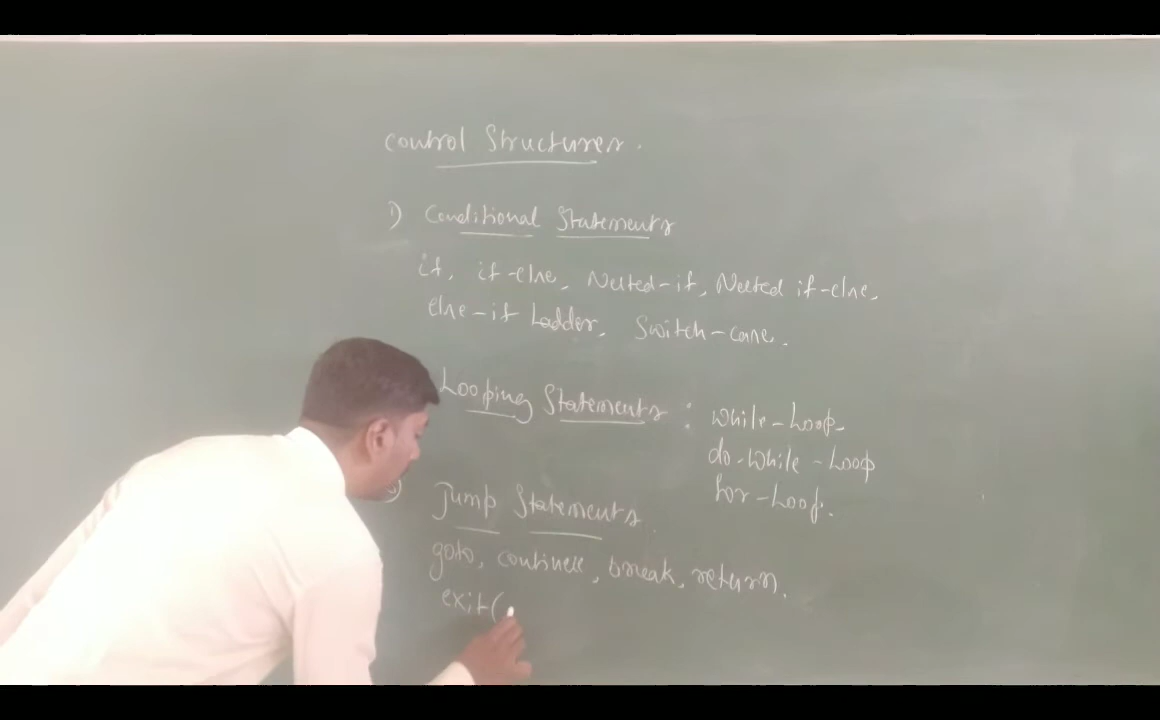 Control Structures.
1) Conditional Statements
if, if-else, Nested-if, Nested if-else,
else-if Ladder, Switch-case.
Looping Statements : while-Loop
do-while-Loop
for-Loop.
Jump Statements
goto, continue, break, return,
exit(